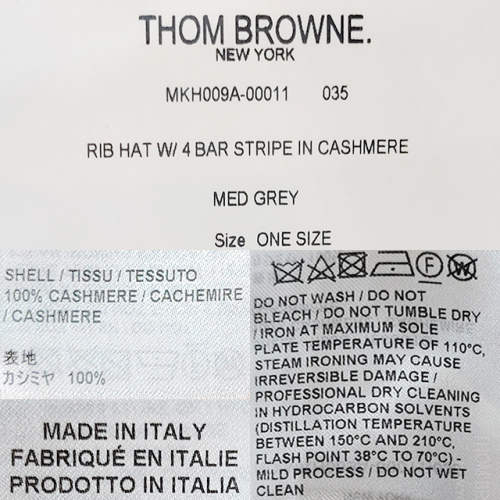 THOM BROWNE.
NEW YORK
MKH009A-00011 035
RIB HAT W/ 4 BAR STRIPE IN CASHMERE
MED GREY
Size ONE SIZE
SHELL / TISSU / TESSUTO
100% CASHMERE / CACHEMIRE
/ CASHMERE
表地
カシミヤ 100%
MADE IN ITALY
FABRIQUÉ EN ITALIE
PRODOTTO IN ITALIA
F
W
DO NOT WASH / DO NOT
BLEACH / DO NOT TUMBLE DRY
/ IRON AT MAXIMUM SOLE
PLATE TEMPERATURE OF 110°C,
STEAM IRONING MAY CAUSE
IRREVERSIBLE DAMAGE /
PROFESSIONAL DRY CLEANING
IN HYDROCARBON SOLVENTS
(DISTILLATION TEMPERATURE
BETWEEN 150°C AND 210°C,
FLASH POINT 38°C TO 70°C) -
MILD PROCESS / DO NOT WET
CLEAN